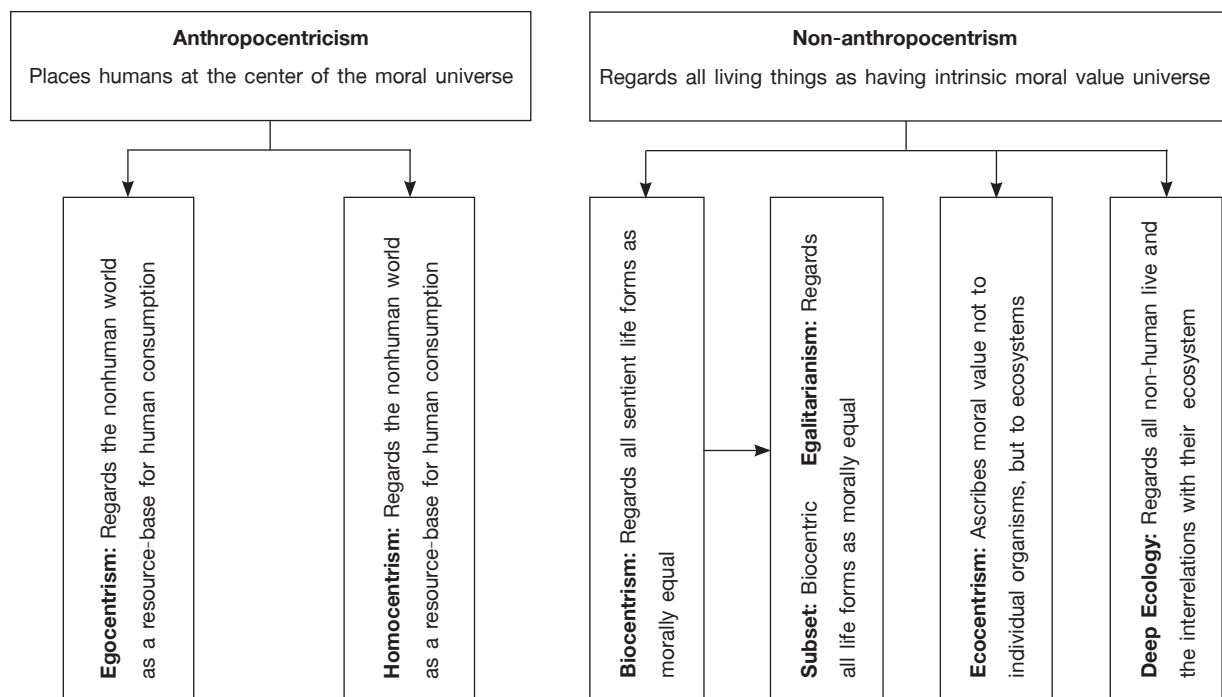 Anthropocentricism
Places humans at the center of the moral universe
Non-anthropocentrism
Regards all living things as having intrinsic moral value universe
Egocentrism: Regards the nonhuman world
as a resource-base for human consumption
Homocentrism: Regards the nonhuman world
as a resource-base for human consumption
Biocentrism: Regards all sentient life forms as
morally equal
Subset: Biocentric Egalitarianism: Regards
all life forms as morally equal
Ecocentrism: Ascribes moral value not to
individual organisms, but to ecosystems
Deep Ecology: Regards all non-human live and
the interrelations with their ecosystem